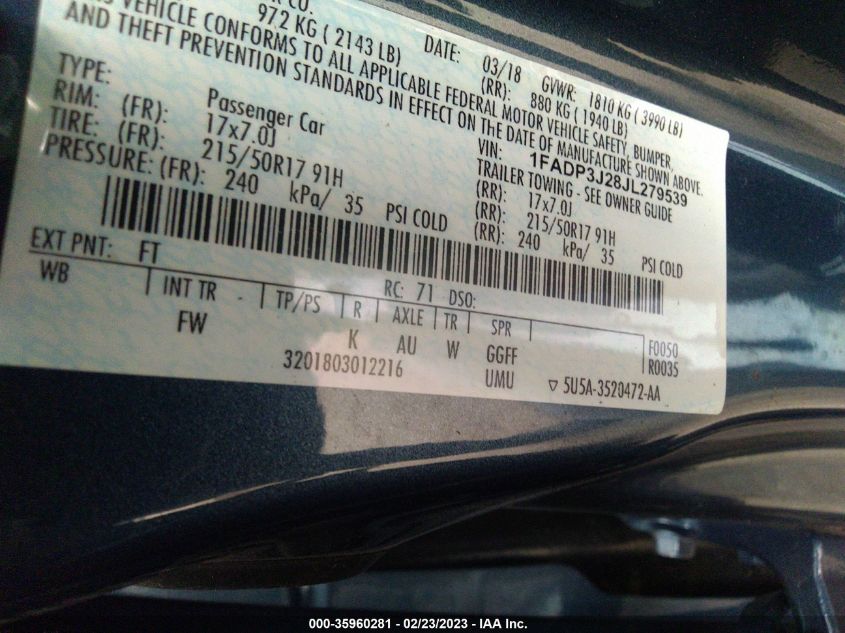 CO. DATE: 03/18 GVWR: 1810 KG ( 3990 LB)
972 KG ( 2143 LB) (RR): 880 KG ( 1940 LB)
VEHICLE CONFORMS TO ALL APPLICABLE FEDERAL MOTOR VEHICLE SAFETY, BUMPER,
AND THEFT PREVENTION STANDARDS IN EFFECT ON THE DATE OF MANUFACTURE SHOWN ABOVE.
VIN: 1FADP3J28JL279539
TYPE: Passenger Car TRAILER TOWING - SEE OWNER GUIDE
RIM: (FR): 17x7.0J (RR): 17x7.0J
TIRE: (FR): 215/50R17 91H (RR): 215/50R17 91H
PRESSURE: (FR): 240 kPa/ 35 PSI COLD (RR): 240 kPa/ 35 PSI COLD
EXT PNT: FT RC: 71 DSO:
WB INT TR TP/PS R AXLE TR SPR
FW K AU W GGFF F0050
3201803012216 UMU R0035
▽ 5U5A-3520472-AA
000-35960281 - 02/23/2023 - IAA Inc.